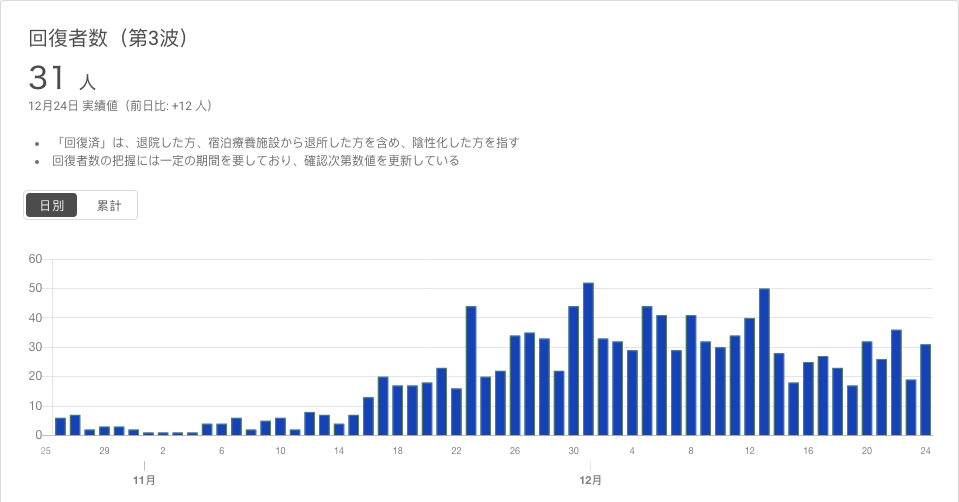 回復者数（第3波）
31 人
12月24日 実績値（前日比: +12 人）
• 「回復済」は、退院した方、宿泊療養施設から退所した方を含め、陰性化した方を指す
• 回復者数の把握には一定の期間を要しており、確認次第数値を更新している
日別 累計
60
50
40
30
20
10
0
25 29 2 6 10 14 18 22 26 30 4 8 12 16 20 24
11月 12月